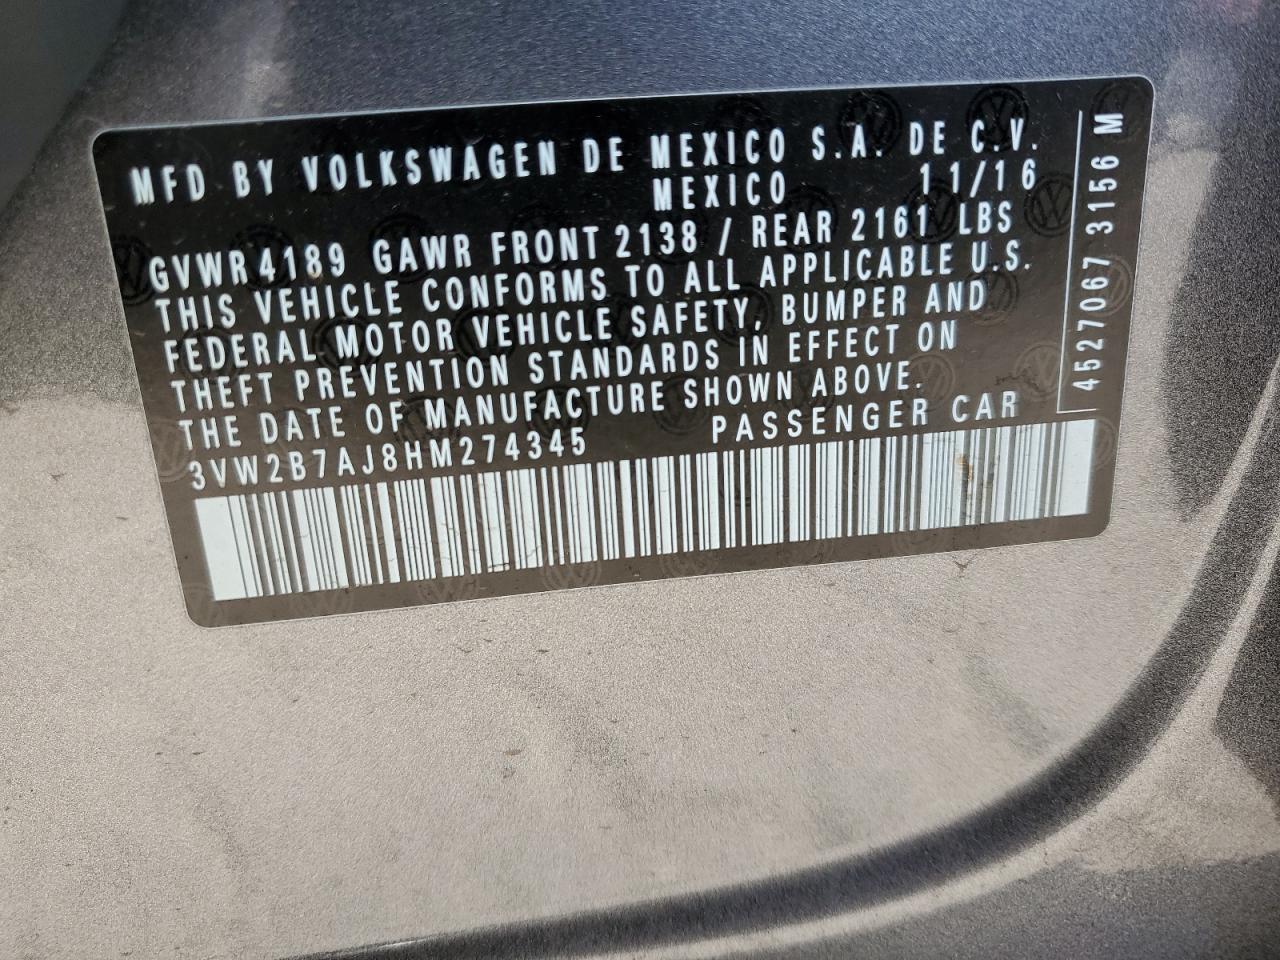 MFD BY VOLKSWAGEN DE MEXICO S.A. DE C.V.
MEXICO 11/16
GVWR 4189 GAWR FRONT 2138 / REAR 2161 LBS
THIS VEHICLE CONFORMS TO ALL APPLICABLE U.S.
FEDERAL MOTOR VEHICLE SAFETY, BUMPER AND
THEFT PREVENTION STANDARDS IN EFFECT ON
THE DATE OF MANUFACTURE SHOWN ABOVE.
3VW2B7AJ8HM274345 PASSENGER CAR
4527067 3156 M